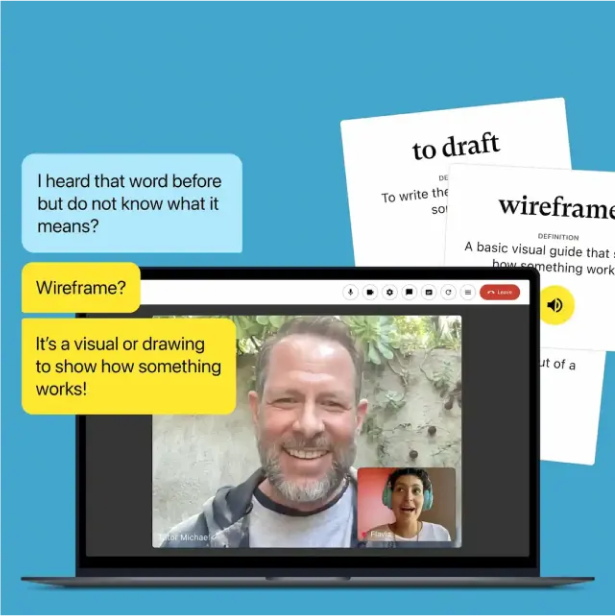 I heard that word before
but do not know what it
means?
Wireframe?
It's a visual or drawing
to show how something
works!
to draft
To write the
wireframe
DEFINITION
A basic visual guide that s
how something work
ut of a
Leave
Michael